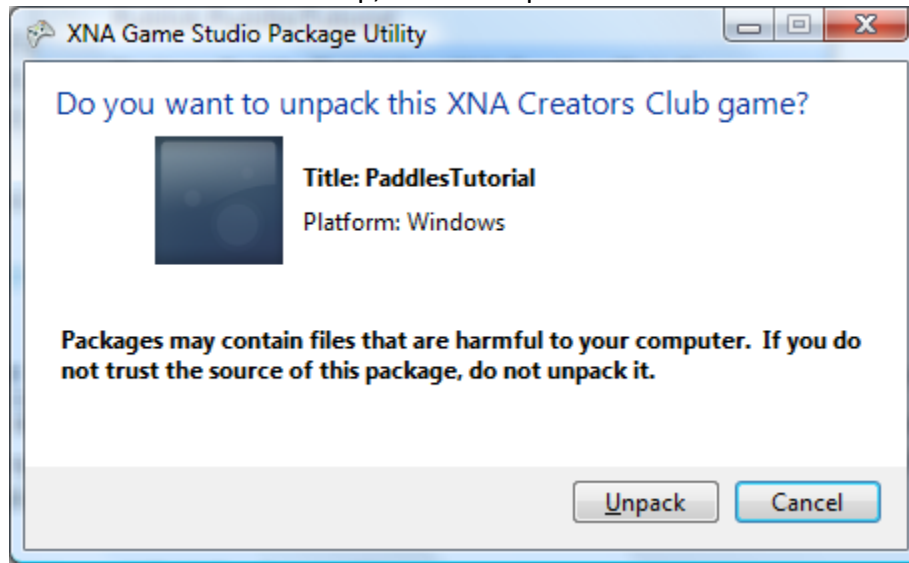 XNA Game Studio Package Utility
Do you want to unpack this XNA Creators Club game?
Title: PaddlesTutorial
Platform: Windows
Packages may contain files that are harmful to your computer.  If you do
not trust the source of this package, do not unpack it.
Unpack
Cancel